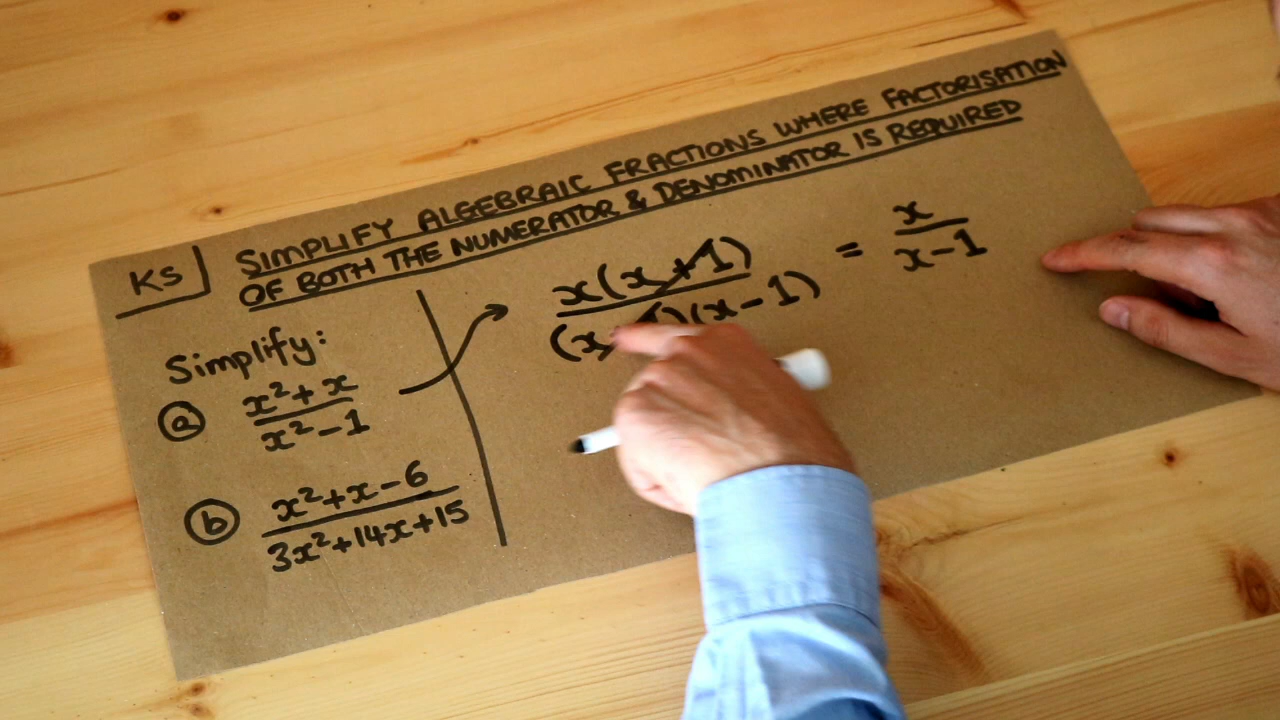 KS
SIMPLIFY ALGEBRAIC FRACTIONS WHERE FACTORISATION
OF BOTH THE NUMERATOR & DENOMINATOR IS REQUIRED
Simplify:
a
x²+x
x²-1
b
x²+x-6
3x²+14x+15
x(x+1)
(x )(x-1)
=
x
x-1